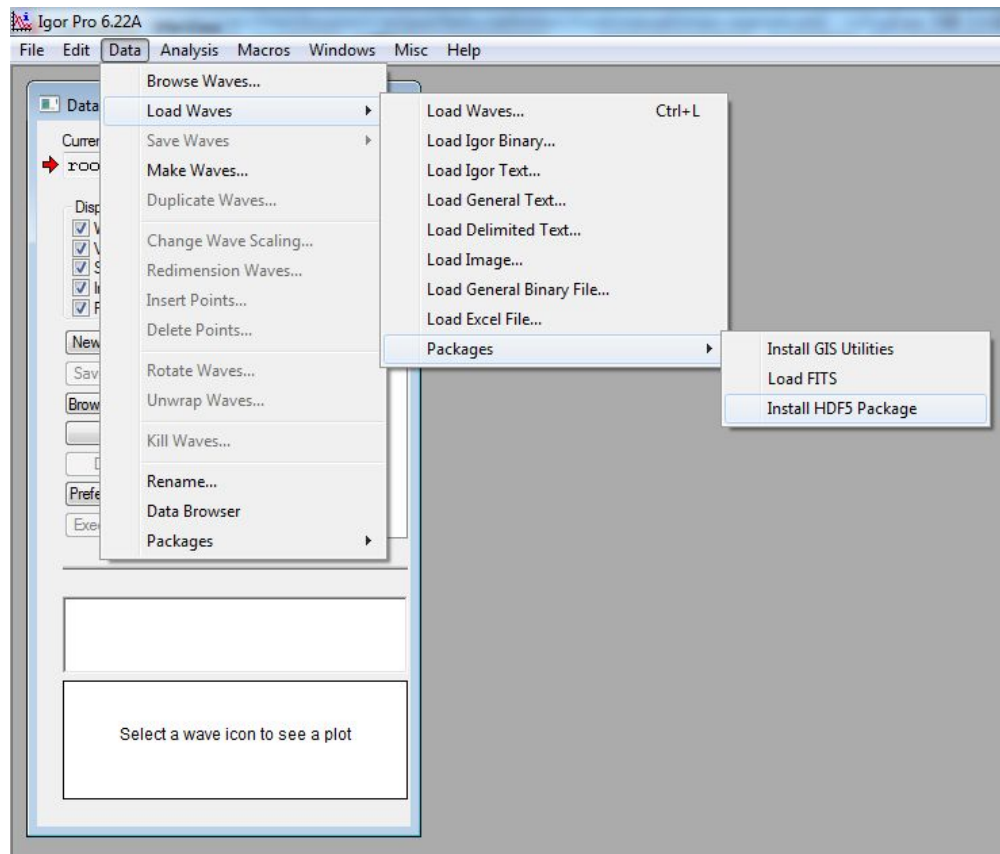 Igor Pro 6.22A
File Edit Data Analysis Macros Windows Misc Help
Data
Browse Waves...
Load Waves
Save Waves
Make Waves...
Duplicate Waves...
Change Wave Scaling...
Redimension Waves...
Insert Points...
Delete Points...
Rotate Waves...
Unwrap Waves...
Kill Waves...
Rename...
Data Browser
Packages
Load Waves... Ctrl+L
Load Igor Binary...
Load Igor Text...
Load General Text...
Load Delimited Text...
Load Image...
Load General Binary File...
Load Excel File...
Packages
Install GIS Utilities
Load FITS
Install HDF5 Package
Curre
roo
Disp
New
Sav
Brow
Prefe
Exe
Select a wave icon to see a plot